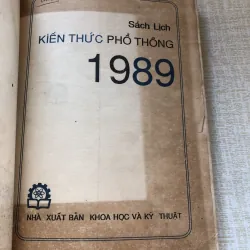 Sách Lịch
KIẾN THỨC PHỔ THÔNG
1989
NHÀ XUẤT BẢN KHOA HỌC VÀ KỸ THUẬT